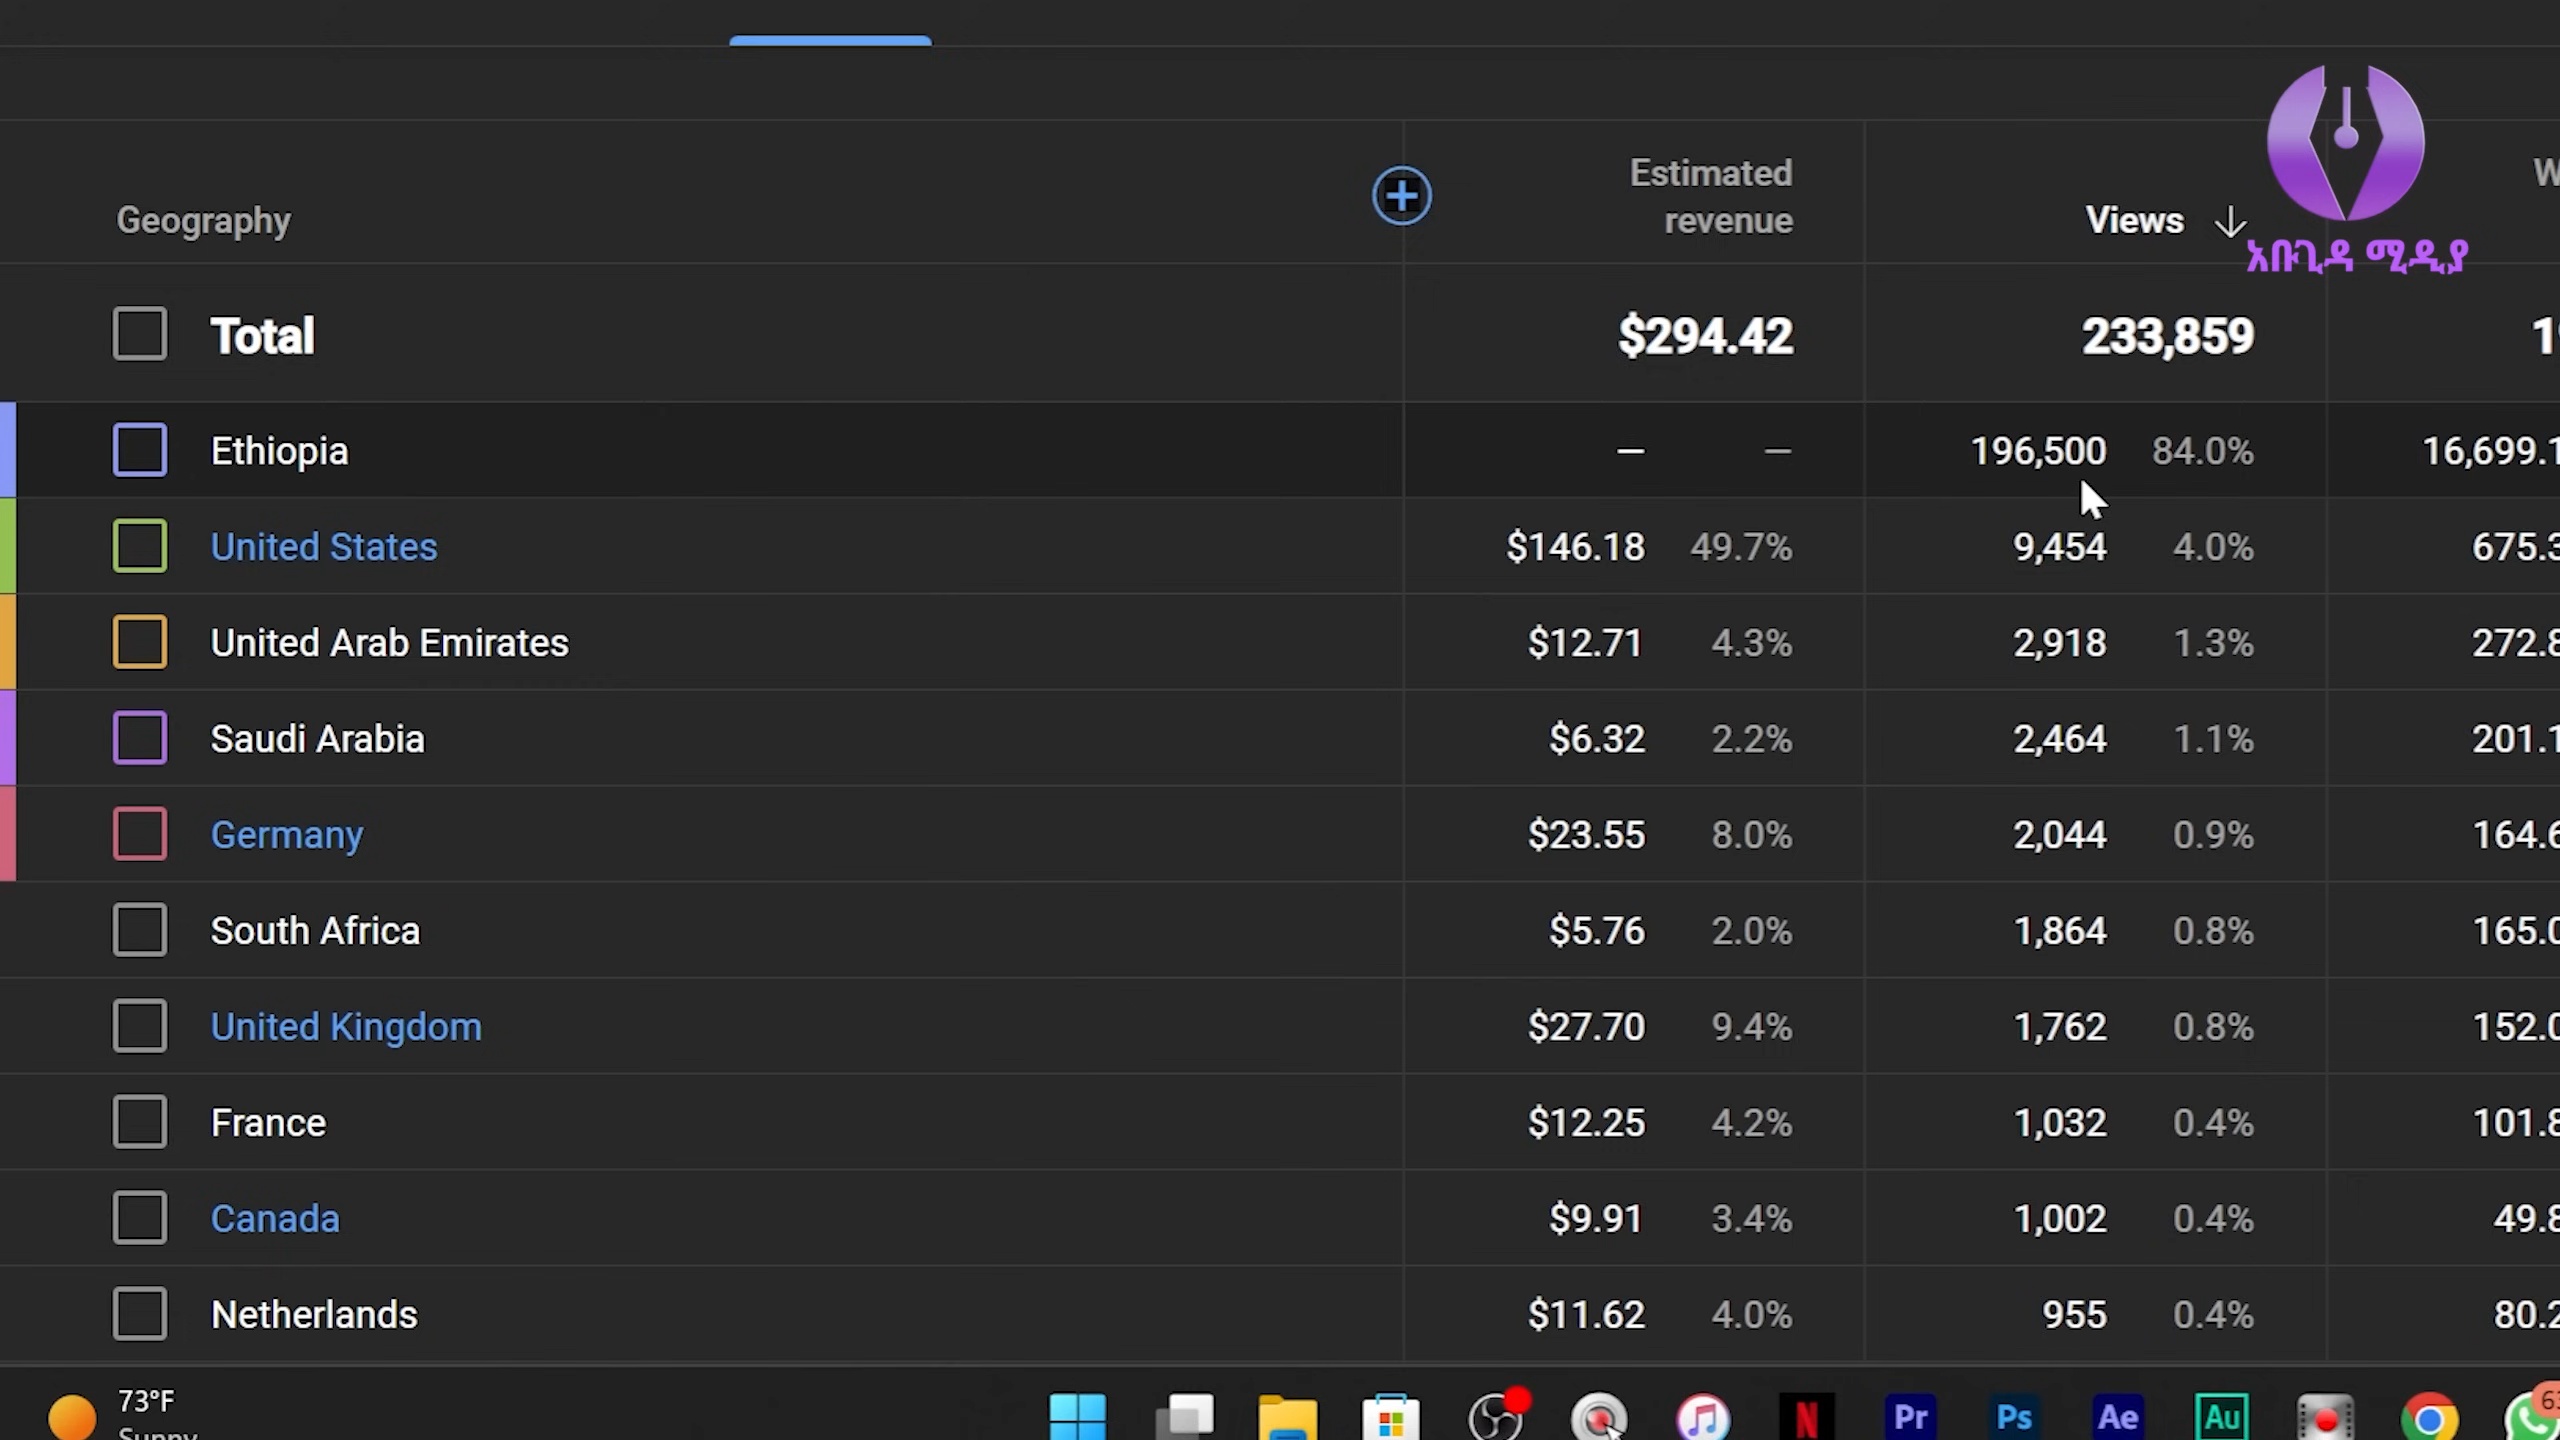 Geography
Estimated revenue
Views
አቡጊዳ ሚዲያ
Total $294.42 233,859
Ethiopia — — 196,500 84.0%
United States $146.18 49.7% 9,454 4.0%
United Arab Emirates $12.71 4.3% 2,918 1.3%
Saudi Arabia $6.32 2.2% 2,464 1.1%
Germany $23.55 8.0% 2,044 0.9%
South Africa $5.76 2.0% 1,864 0.8%
United Kingdom $27.70 9.4% 1,762 0.8%
France $12.25 4.2% 1,032 0.4%
Canada $9.91 3.4% 1,002 0.4%
Netherlands $11.62 4.0% 955 0.4%
73°F
Sunny
N Pr Ps Ae Au